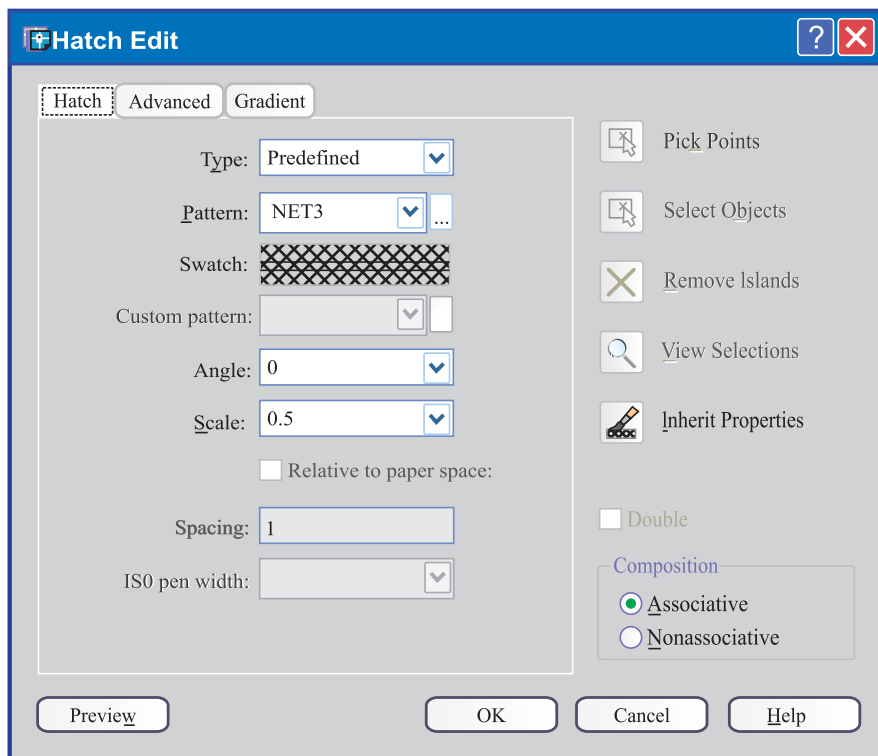 Hatch Edit
?
Hatch Advanced Gradient
Type: Predefined
Pattern: NET3 ...
Swatch:
Custom pattern:
Angle: 0
Scale: 0.5
Relative to paper space:
Spacing: 1
IS0 pen width:
Pick Points
Select Objects
Remove Islands
View Selections
Inherit Properties
Double
Composition
Associative
Nonassociative
Preview OK Cancel Help